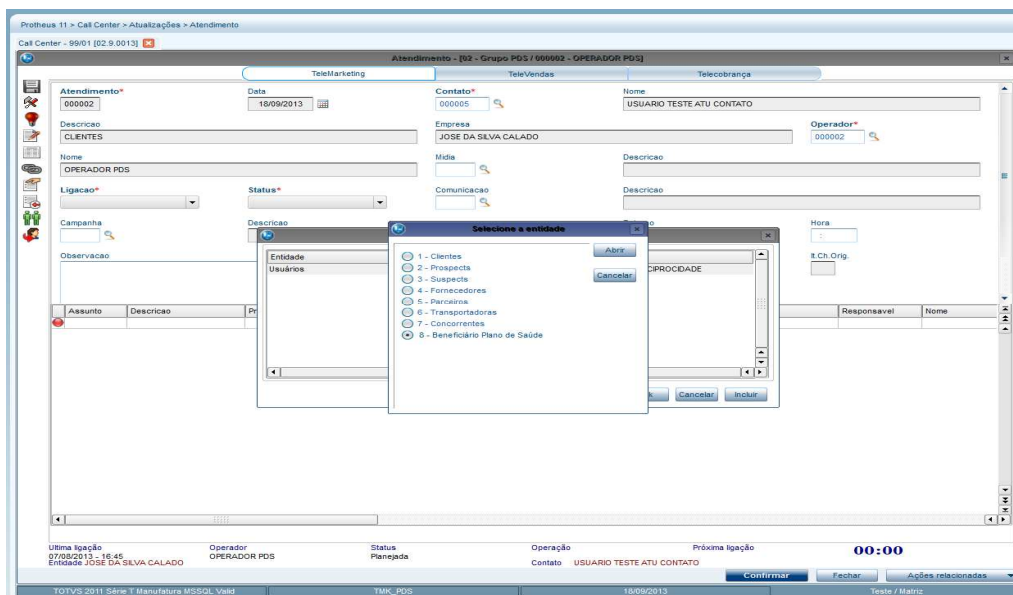 Protheus 11 > Call Center > Atualizações > Atendimento
Call Center - 99/01 [02.9.0013]
Atendimento - [02 - Grupo PDS / 000002 - OPERADOR PDS]
TeleMarketing TeleVendas Telecobrança
Atendimento* Data Contato* Nome
000002 18/09/2013 000005 USUARIO TESTE ATU CONTATO
Descricao Empresa Operador*
CLIENTES JOSE DA SILVA CALADO 000002
Nome Midia Descricao
OPERADOR PDS
Ligacao* Status* Comunicacao Descricao
Campanha Descricao Hora
:
Observacao It.Ch.Orig.
Selecione a entidade
Entidade
Usuários CIPROCIDADE
1 - Clientes
2 - Prospects
3 - Suspects
4 - Fornecedores
5 - Parceiros
6 - Transportadoras
7 - Concorrentes
8 - Beneficiário Plano de Saúde
Abrir
Cancelar
Assunto Descricao Pr Responsavel Nome
k Cancelar Incluir
Ultima ligação Operador Status Operação Próxima ligação 00:00
07/08/2013 - 16:45 OPERADOR PDS Planejada
Entidade JOSE DA SILVA CALADO Contato USUARIO TESTE ATU CONTATO
Confirmar Fechar Ações relacionadas
TOTVS 2011 Série T Manufatura MSSQL Valid TMK_PDS 18/09/2013 Teste / Matriz